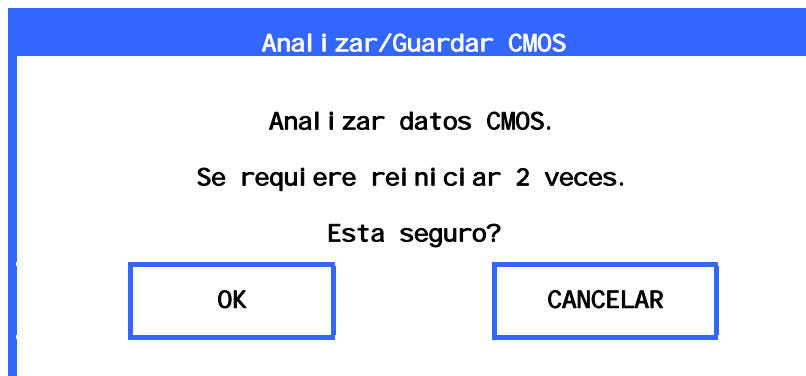 Analizar/Guardar CMOS
Analizar datos CMOS.
Se requiere reiniciar 2 veces.
Esta seguro?
OK
CANCELAR